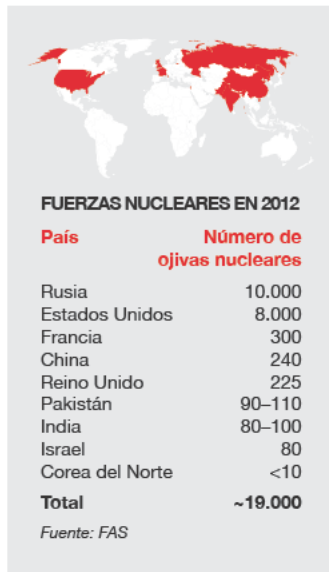 FUERZAS NUCLEARES EN 2012
País Número de
ojivas nucleares
Rusia 10.000
Estados Unidos 8.000
Francia 300
China 240
Reino Unido 225
Pakistán 90–110
India 80–100
Israel 80
Corea del Norte <10
Total ~19.000
Fuente: FAS